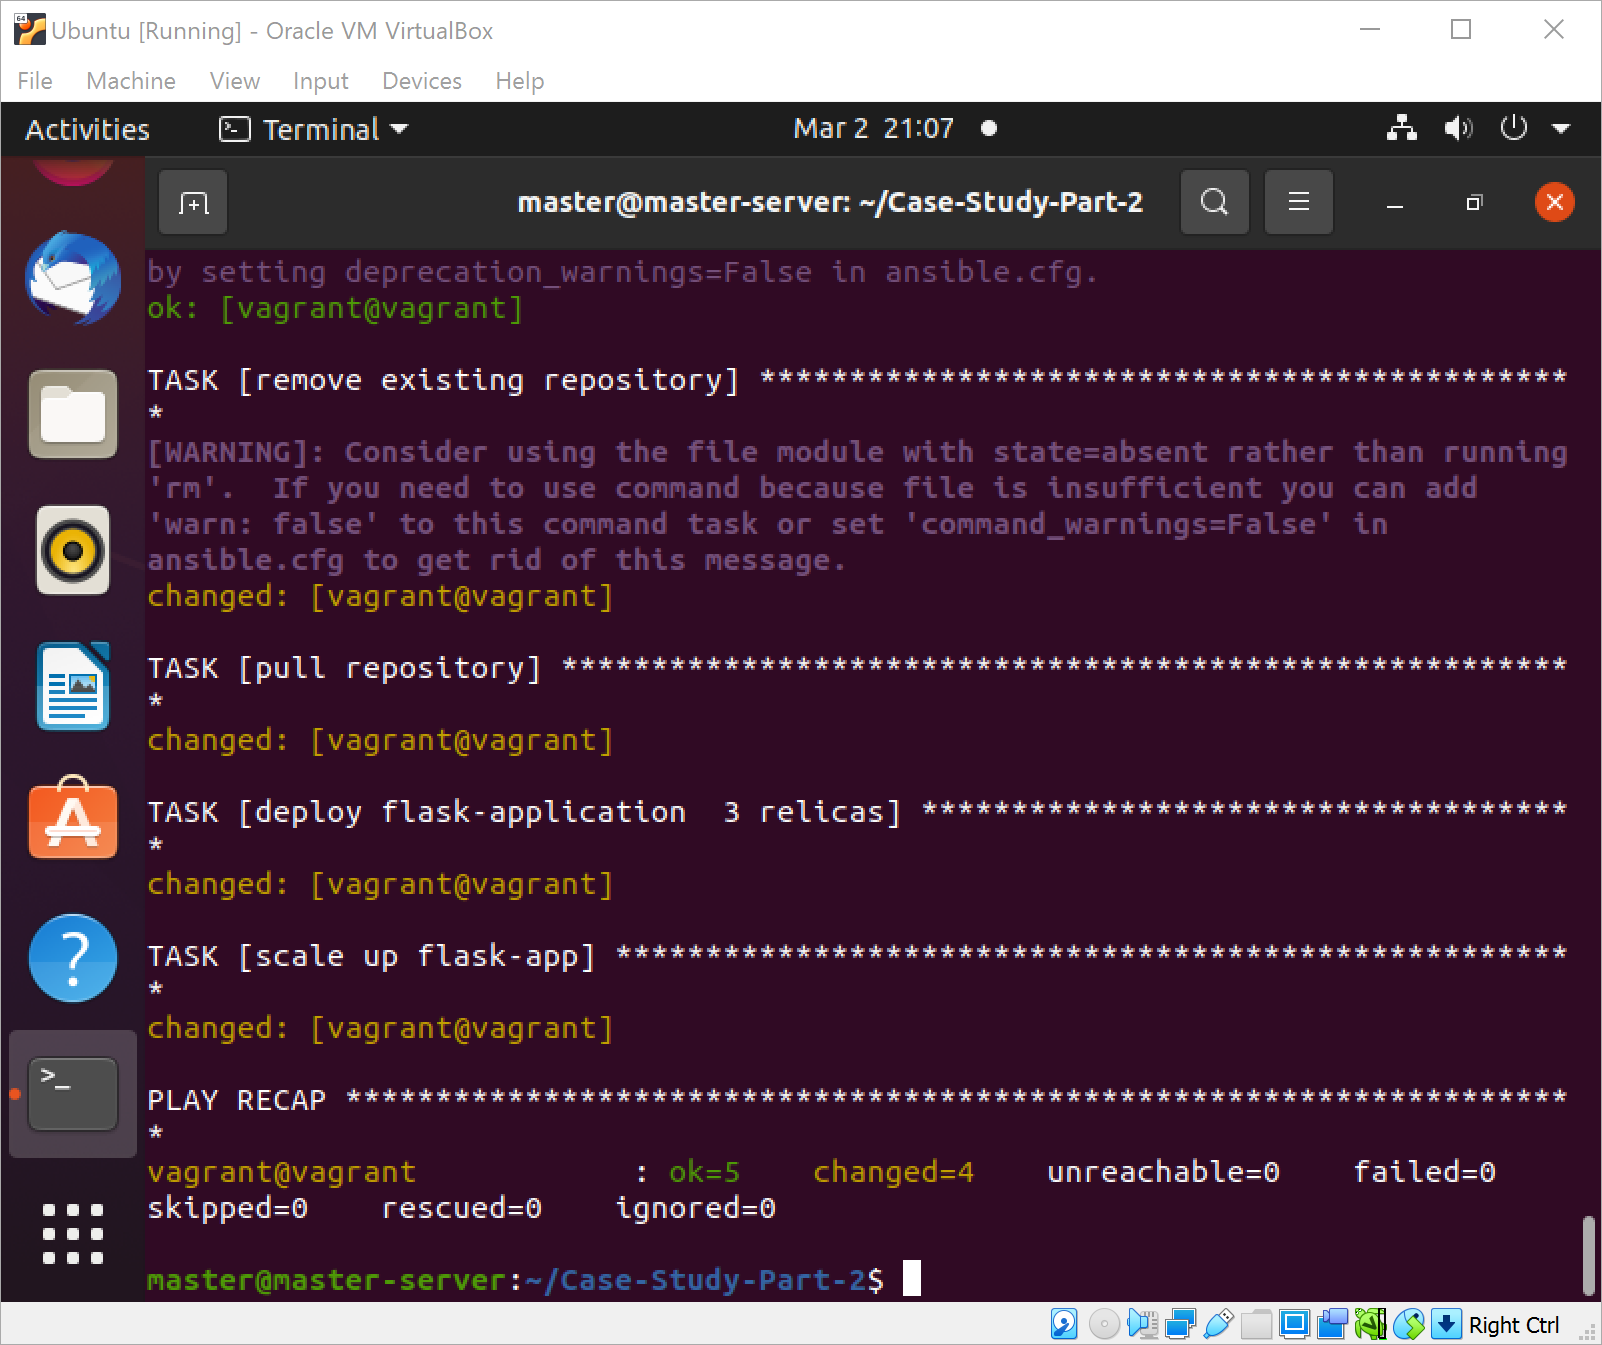 Ubuntu [Running] - Oracle VM VirtualBox
File Machine View Input Devices Help
Activities Terminal Mar 2 21:07
master@master-server: ~/Case-Study-Part-2
by setting deprecation_warnings=False in ansible.cfg.
ok: [vagrant@vagrant]
TASK [remove existing repository] *********************************************
*
[WARNING]: Consider using the file module with state=absent rather than running
'rm'.  If you need to use command because file is insufficient you can add
'warn: false' to this command task or set 'command_warnings=False' in
ansible.cfg to get rid of this message.
changed: [vagrant@vagrant]
TASK [pull repository] ********************************************************
*
changed: [vagrant@vagrant]
TASK [deploy flask-application  3 relicas] ************************************
*
changed: [vagrant@vagrant]
TASK [scale up flask-app] *****************************************************
*
changed: [vagrant@vagrant]
PLAY RECAP ********************************************************************
*
vagrant@vagrant            : ok=5    changed=4    unreachable=0    failed=0
skipped=0    rescued=0    ignored=0
master@master-server:~/Case-Study-Part-2$
Right Ctrl